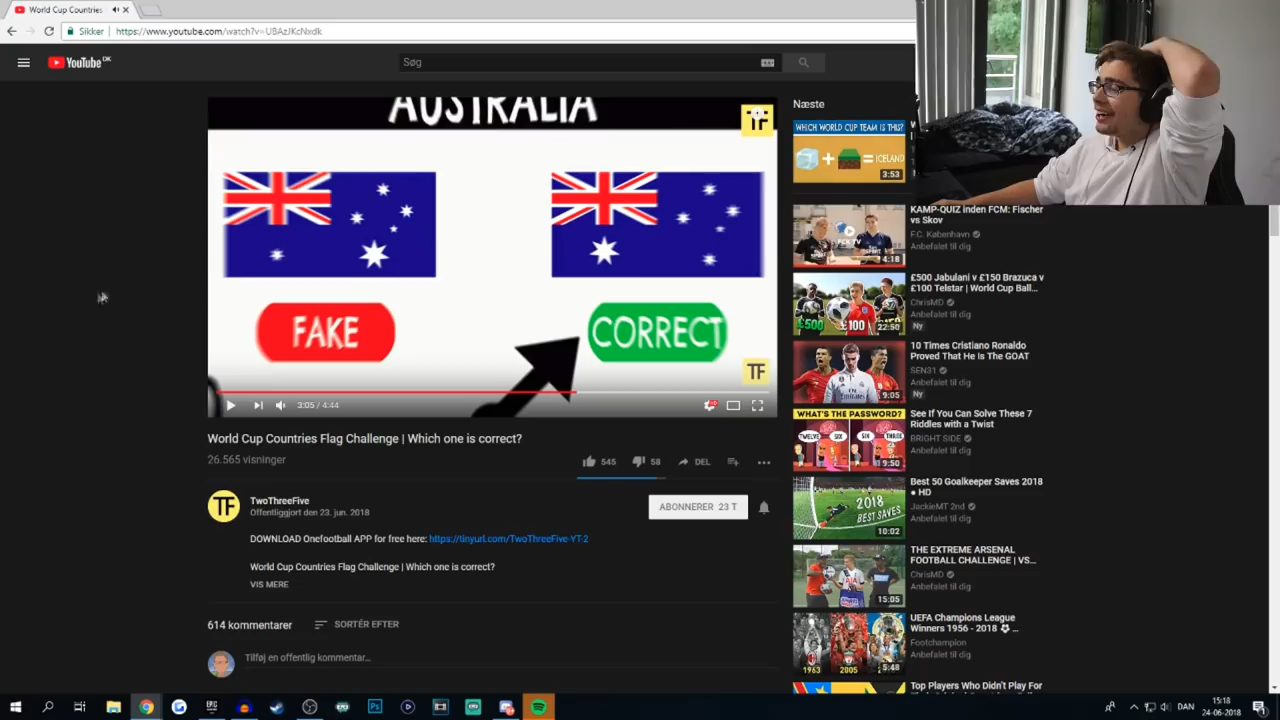 World Cup Countries
Sikker
https://www.youtube.com/watch?v=UBAzJKcNxdk
YouTube DK
Søg
AUSTRALIA
TF
FAKE
CORRECT
TF
3:05 / 4:44
World Cup Countries Flag Challenge | Which one is correct?
26.565 visninger
545
58
DEL
TF
TwoThreeFive
Offentliggjort den 23. jun. 2018
ABONNERER 23 T
DOWNLOAD Onefootball APP for free here: https://tinyurl.com/TwoThreeFive-YT-2
World Cup Countries Flag Challenge | Which one is correct?
VIS MERE
614 kommentarer
SORTÉR EFTER
Tilføj en offentlig kommentar...
Næste
WHICH WORLD CUP TEAM IS THIS?
ICELAND
3:53
KAMP-QUIZ inden FCM: Fischer
vs Skov
F.C. København
Anbefalet til dig
FCK TV
4:18
£500 Jabulani v £150 Brazuca v
£100 Telstar | World Cup Ball...
ChrisMD
Anbefalet til dig
Ny
£500
£100
22:50
10 Times Cristiano Ronaldo
Proved That He Is The GOAT
SEN31
Anbefalet til dig
Ny
9:05
See If You Can Solve These 7
Riddles with a Twist
BRIGHT SIDE
Anbefalet til dig
WHAT'S THE PASSWORD?
TWELVE
SIX
SIX
THREE
9:50
Best 50 Goalkeeper Saves 2018
● HD
JackieMT 2nd
Anbefalet til dig
2018
BEST SAVES
10:02
THE EXTREME ARSENAL
FOOTBALL CHALLENGE | VS...
ChrisMD
Anbefalet til dig
15:05
UEFA Champions League
Winners 1956 - 2018 ⚽ ...
Footchampion
Anbefalet til dig
1963
2005
5:48
Top Players Who Didn't Play For
DAN
15:18
24-06-2018